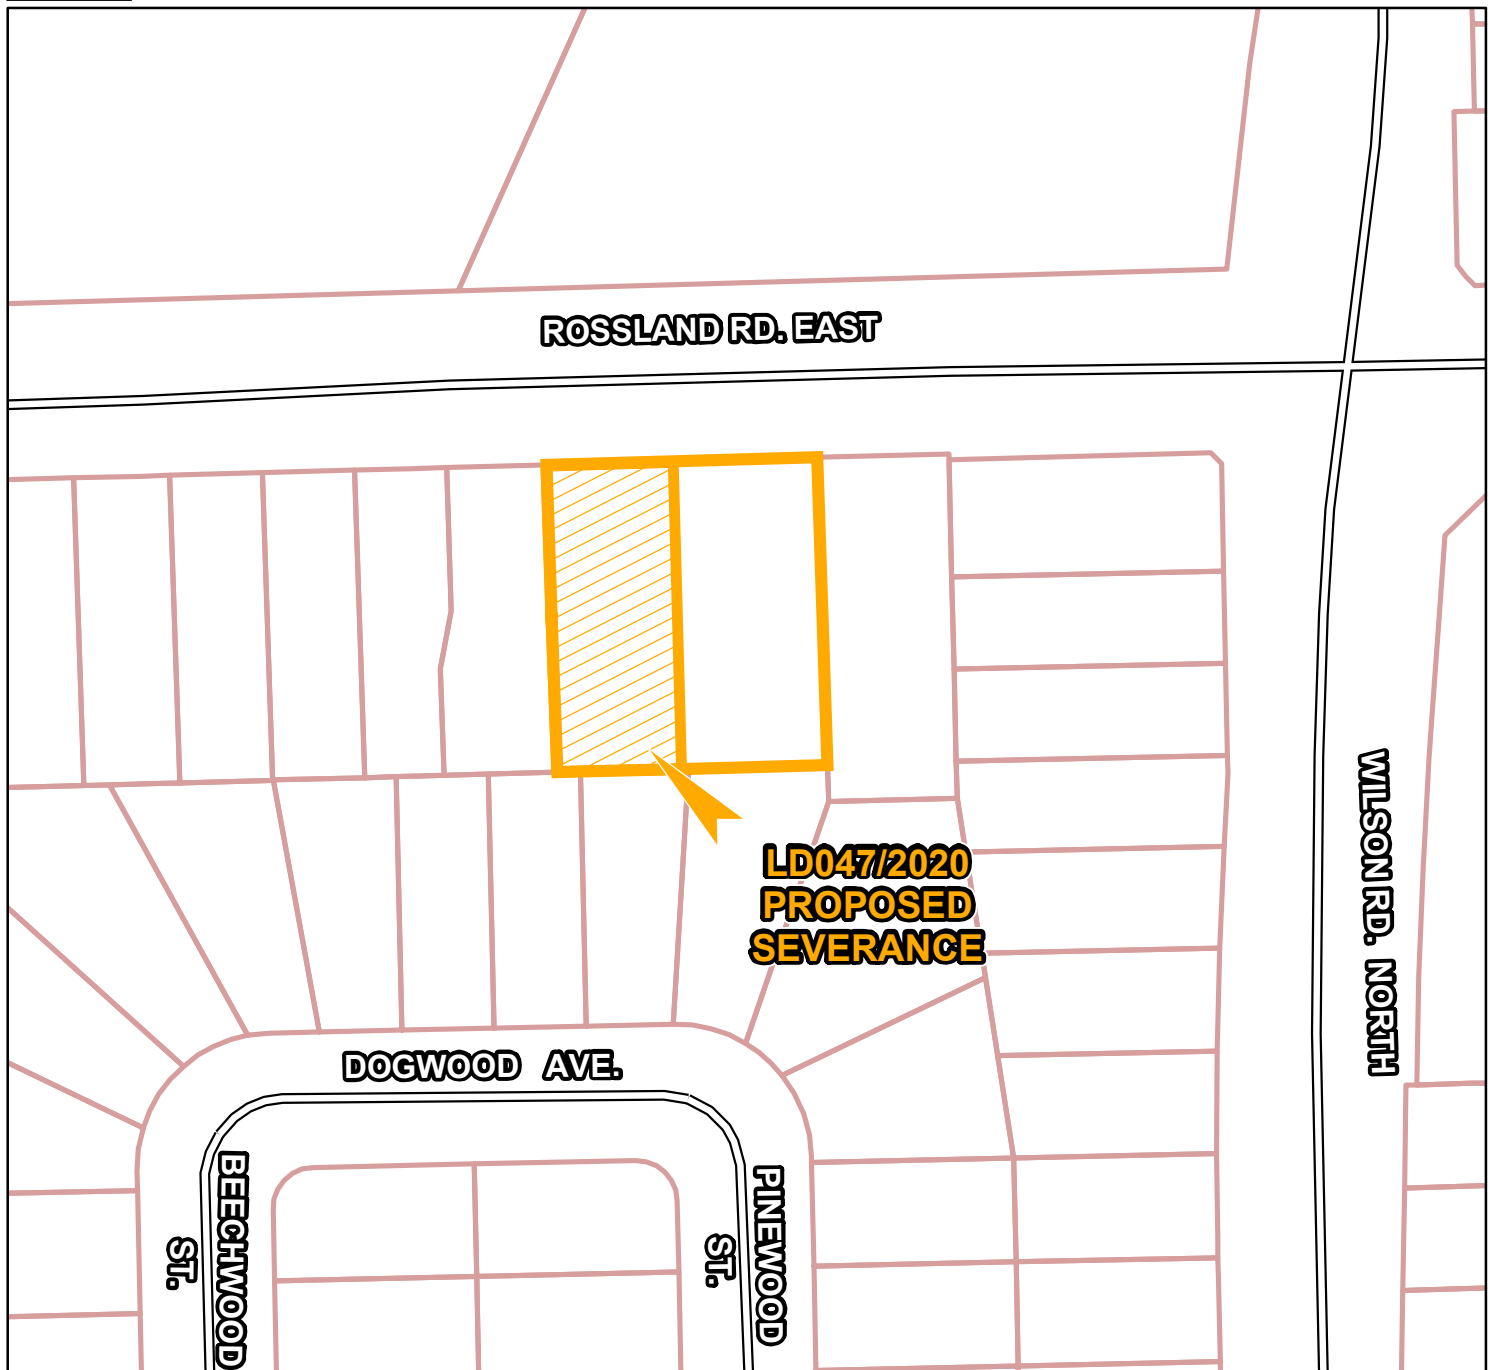 ROSSLAND RD. EAST
WILSON RD. NORTH
LD047/2020
PROPOSED
SEVERANCE
DOGWOOD AVE.
BEECHWOOD
ST.
PINEWOOD
ST.